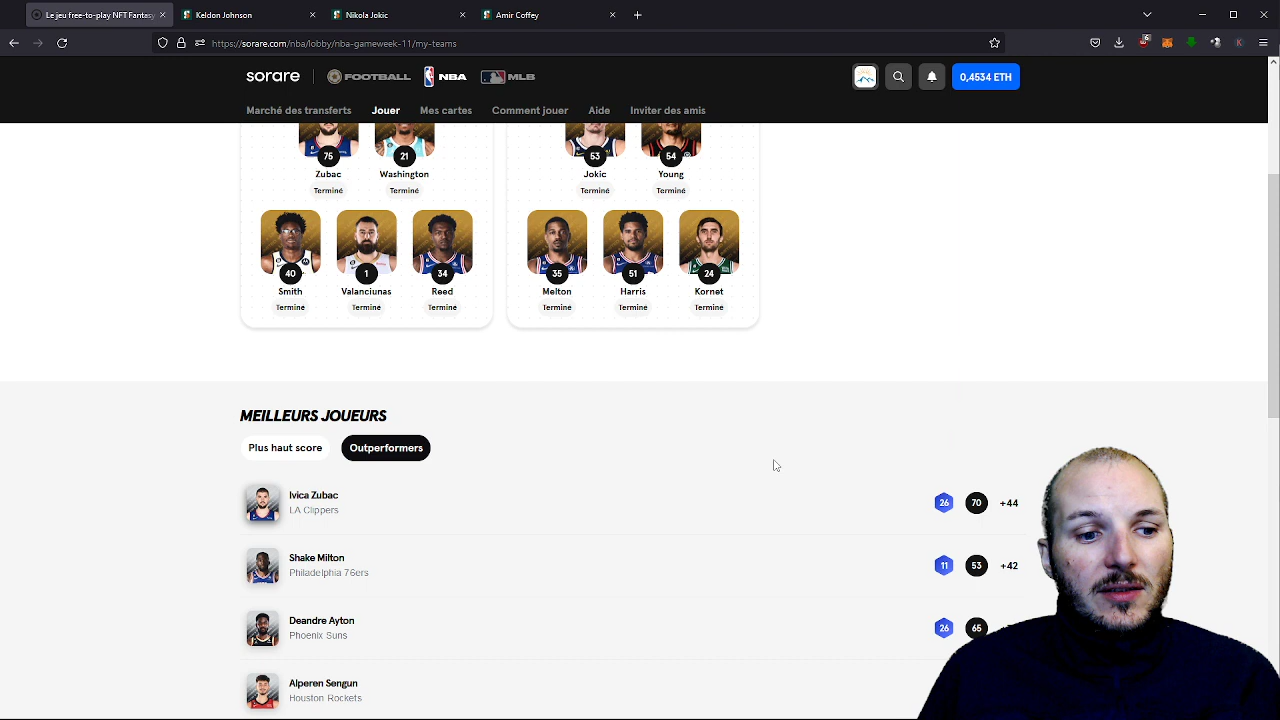 Le jeu free-to-play NFT Fantasy
Keldon Johnson
Nikola Jokic
Amir Coffey
https://sorare.com/nba/lobby/nba-gameweek-11/my-teams
6
K
sorare
FOOTBALL
NBA
MLB
0,4534 ETH
Marché des transferts
Jouer
Mes cartes
Comment jouer
Aide
Inviter des amis
75 21 53 54
Zubac Washington Jokic Young
Terminé Terminé Terminé Terminé
40 1 34 35 51 24
Smith Valanciunas Reed Melton Harris Kornet
Terminé Terminé Terminé Terminé Terminé Terminé
MEILLEURS JOUEURS
Plus haut score Outperformers
Ivica Zubac
LA Clippers
26 70 +44
Shake Milton
Philadelphia 76ers
11 53 +42
Deandre Ayton
Phoenix Suns
26 65
Alperen Sengun
Houston Rockets